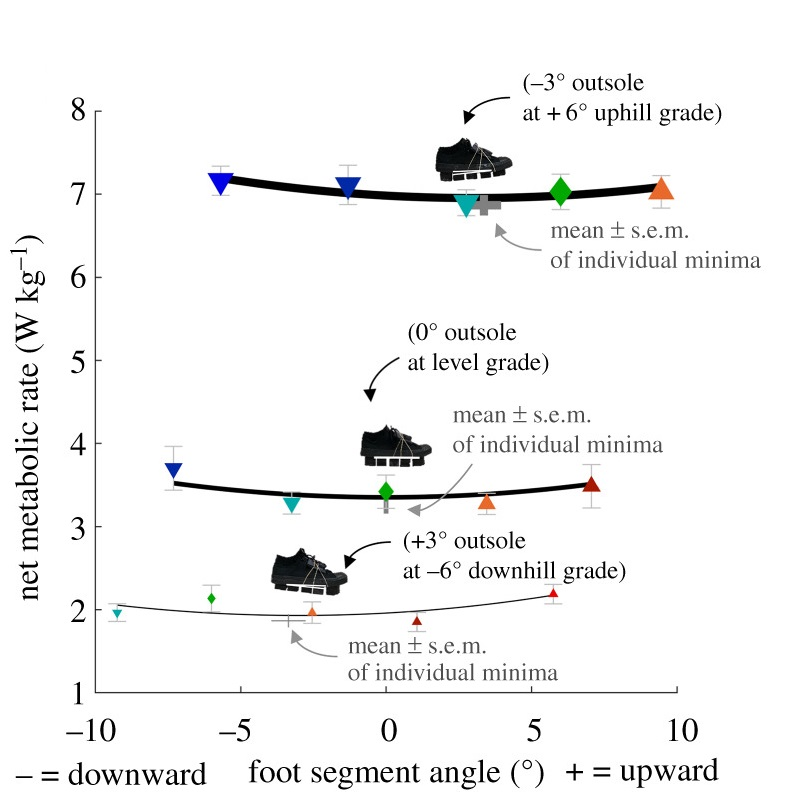 (–3° outsole
at + 6° uphill grade)
8
7
mean ± s.e.m.
of individual minima
6
(0° outsole
at level grade)
5
mean ± s.e.m.
of individual minima
4
3
(+3° outsole
at –6° downhill grade)
2
mean ± s.e.m.
of individual minima
1
net metabolic rate (W kg⁻¹)
–10 –5 0 5 10
– = downward foot segment angle (°) + = upward